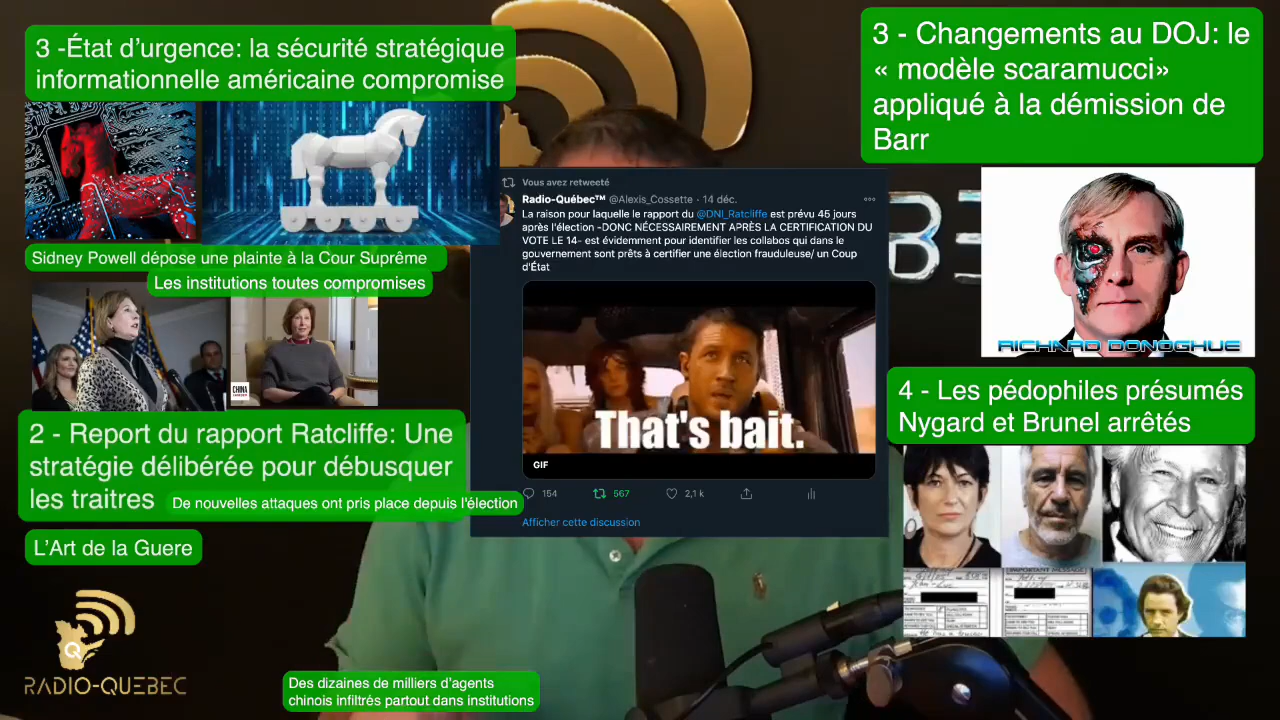 3 -État d'urgence: la sécurité stratégique
informationnelle américaine compromise
Sidney Powell dépose une plainte à la Cour Suprême
Les institutions toutes compromises
CHINA
2 - Report du rapport Ratcliffe: Une
stratégie délibérée pour débusquer
les traitres
De nouvelles attaques ont pris place depuis l'élection
L'Art de la Guere
Q
RADIO-QUEBEC
Des dizaines de milliers d'agents
chinois infiltrés partout dans institutions
Vous avez retweeté
Radio-Québec™ @Alexis_Cossette · 14 déc.
La raison pour laquelle le rapport du @DNI_Ratcliffe est prévu 45 jours
après l'élection -DONC NÉCESSAIREMENT APRÈS LA CERTIFICATION DU
VOTE LE 14- est évidemment pour identifier les collabos qui dans le
gouvernement sont prêts à certifier une élection frauduleuse/ un Coup
d'État
That's bait.
GIF
154 567 2,1 k
Afficher cette discussion
3 - Changements au DOJ: le
« modèle scaramucci»
appliqué à la démission de
Barr
RICHARD DONOGHUE
4 - Les pédophiles présumés
Nygard et Brunel arrêtés
IMPORTANT MESSAGE